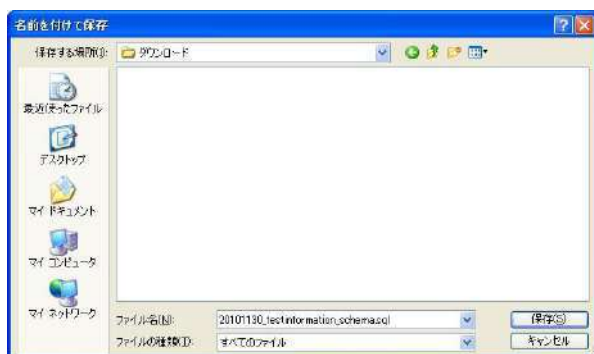 名前を付けて保存
保存する場所(I):
ダウンロード
最近使ったファイル
デスクトップ
マイ ドキュメント
マイ コンピュータ
マイ ネットワーク
ファイル名(N):
20101130_testinformation_schema.sql
保存(S)
ファイルの種類(T):
すべてのファイル
キャンセル